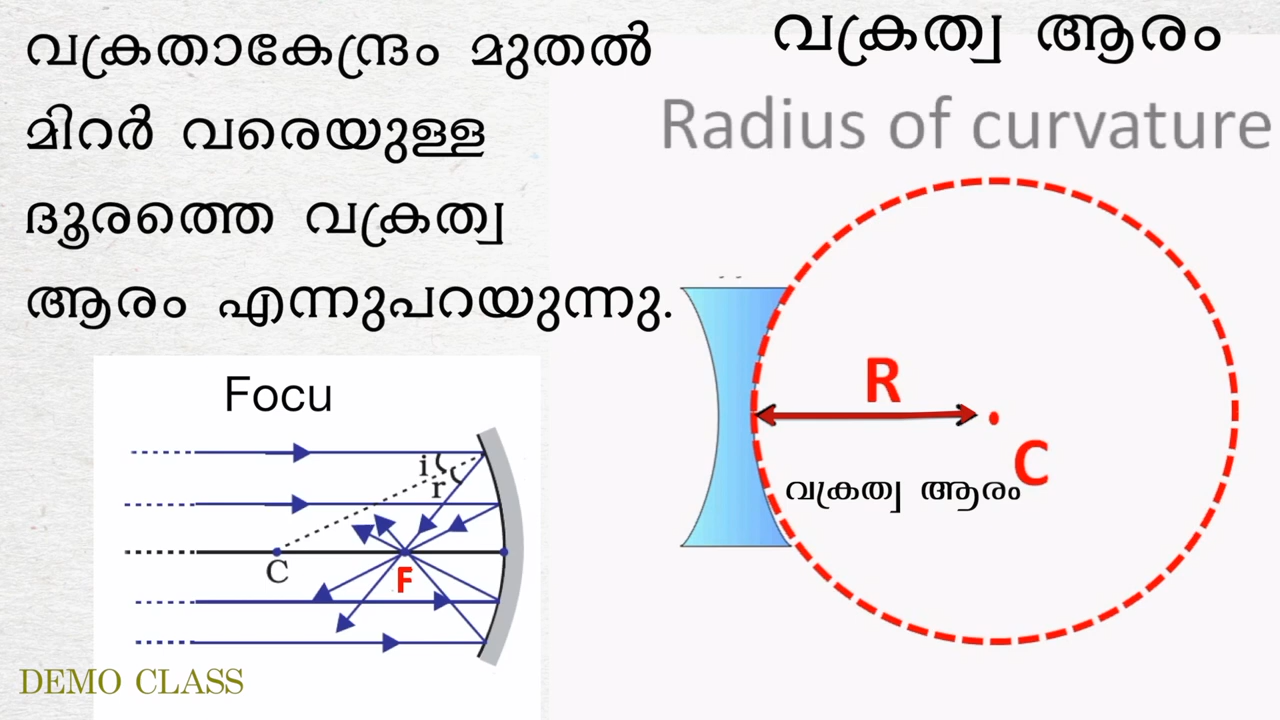 വക്രതാകേന്ദ്രം മുതൽ
മിറർ വരെയുള്ള
ദൂരത്തെ വക്രത്വ
ആരം എന്നുപറയുന്നു.
വക്രത്വ ആരം
Radius of curvature
R
C
വക്രത്വ ആരം
Focu
i
r
C
F
DEMO CLASS